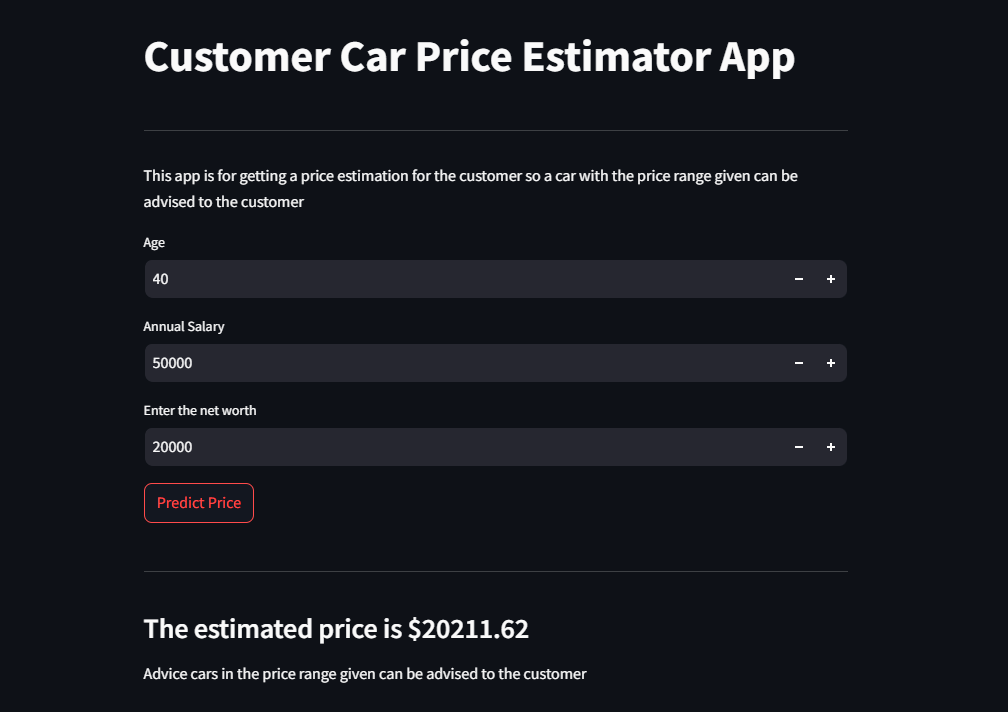 Customer Car Price Estimator App
This app is for getting a price estimation for the customer so a car with the price range given can be
advised to the customer
Age
40
Annual Salary
50000
Enter the net worth
20000
Predict Price
The estimated price is $20211.62
Advice cars in the price range given can be advised to the customer